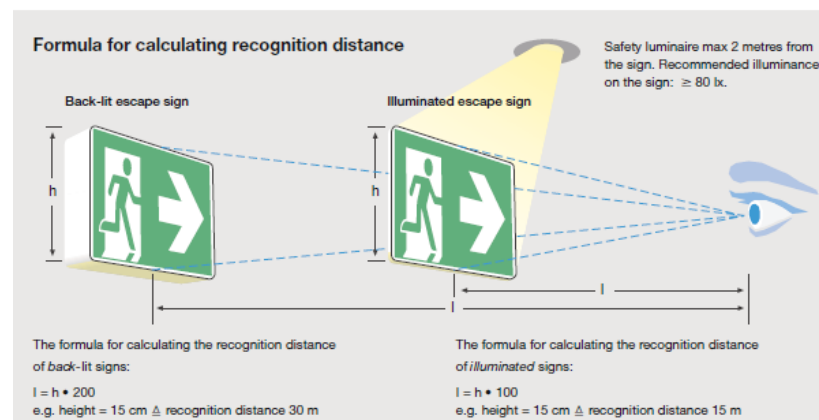 Formula for calculating recognition distance
Safety luminaire max 2 metres from
the sign. Recommended illuminance
on the sign: ≥ 80 lx.
Back-lit escape sign
Illuminated escape sign
h
h
l
l
The formula for calculating the recognition distance
of back-lit signs:
l = h • 200
e.g. height = 15 cm ≙ recognition distance 30 m
The formula for calculating the recognition distance
of illuminated signs:
l = h • 100
e.g. height = 15 cm ≙ recognition distance 15 m